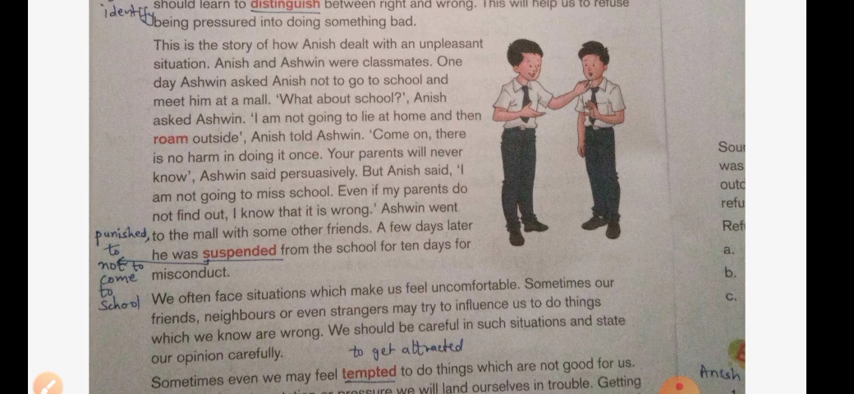 should learn to distinguish between right and wrong. This will help us to refuse
identify
being pressured into doing something bad.
This is the story of how Anish dealt with an unpleasant
situation. Anish and Ashwin were classmates. One
day Ashwin asked Anish not to go to school and
meet him at a mall. ‘What about school?’, Anish
asked Ashwin. ‘I am not going to lie at home and then
roam outside’, Anish told Ashwin. ‘Come on, there
is no harm in doing it once. Your parents will never
know’, Ashwin said persuasively. But Anish said, ‘I
am not going to miss school. Even if my parents do
not find out, I know that it is wrong.’ Ashwin went
to the mall with some other friends. A few days later
he was suspended from the school for ten days for
misconduct.
punished,
to
not to
come
to
School
We often face situations which make us feel uncomfortable. Sometimes our
friends, neighbours or even strangers may try to influence us to do things
which we know are wrong. We should be careful in such situations and state
our opinion carefully.
to get attracted
Sometimes even we may feel tempted to do things which are not good for us.
pressure we will land ourselves in trouble. Getting
was
refu
a.
b.
c.
Anish